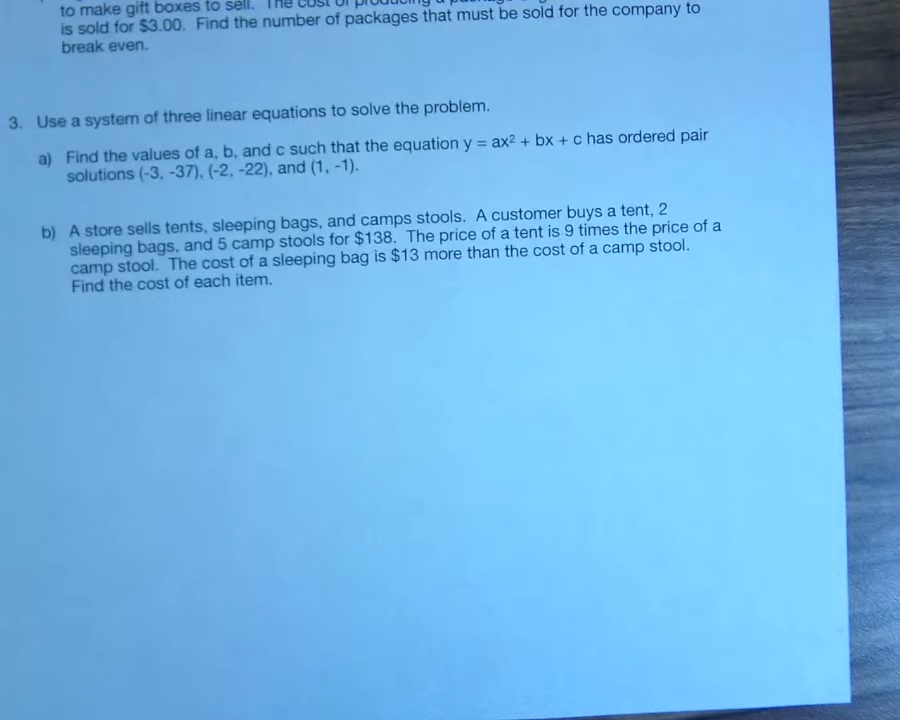 to make gift boxes to sell. The cost of producing a
is sold for $3.00. Find the number of packages that must be sold for the company to
break even.
3. Use a system of three linear equations to solve the problem.
a) Find the values of a, b, and c such that the equation y = ax² + bx + c has ordered pair
solutions (-3, -37), (-2, -22), and (1, -1).
b) A store sells tents, sleeping bags, and camps stools. A customer buys a tent, 2
sleeping bags, and 5 camp stools for $138. The price of a tent is 9 times the price of a
camp stool. The cost of a sleeping bag is $13 more than the cost of a camp stool.
Find the cost of each item.